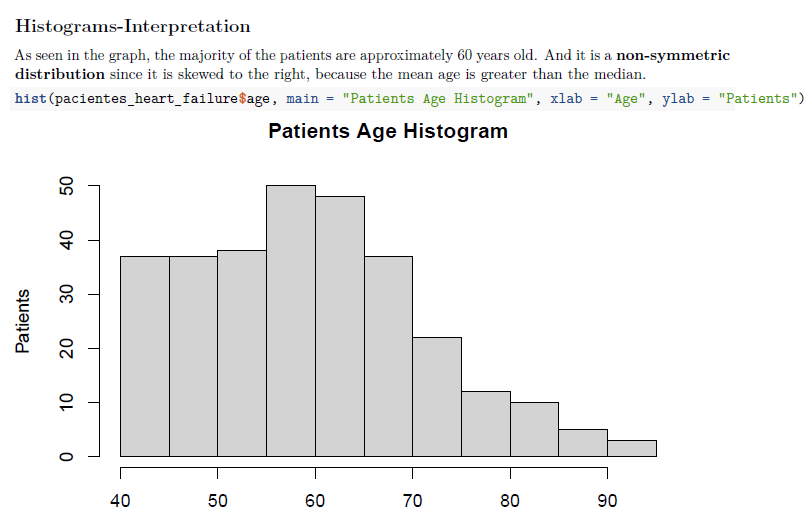 Histograms-Interpretation
As seen in the graph, the majority of the patients are approximately 60 years old. And it is a non-symmetric
distribution since it is skewed to the right, because the mean age is greater than the median.
hist(pacientes_heart_failure$age, main = "Patients Age Histogram", xlab = "Age", ylab = "Patients")
Patients Age Histogram
Patients
50
40
30
20
10
0
40 50 60 70 80 90